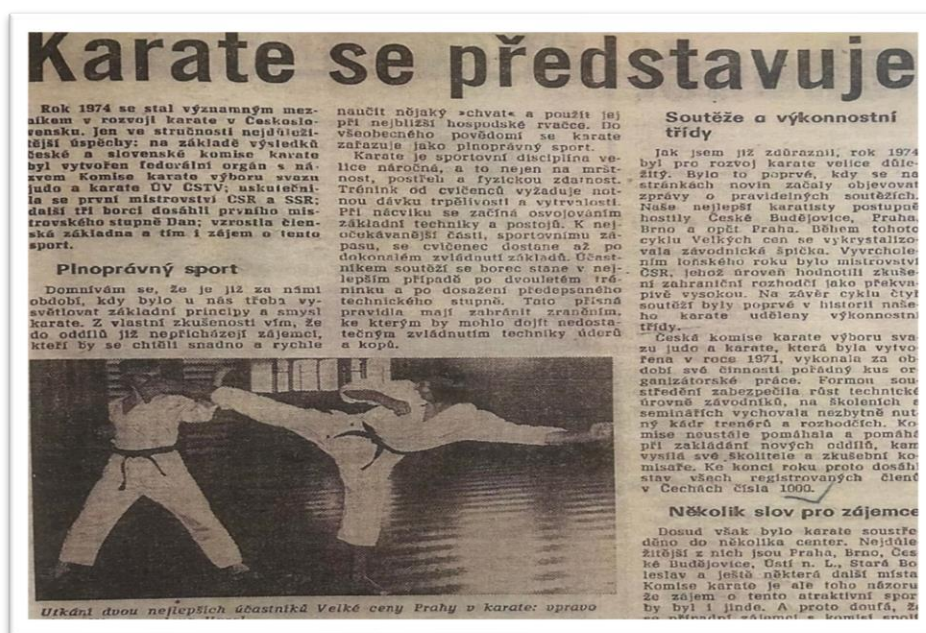 Karate se představuje
Rok 1974 se stal významným mez-
níkem v rozvoji karate v Českoslo-
vensku. Jen ve stručnosti nejdůleži-
tější úspěchy: na základě výsledků
české a slovenské komise karate
byl vytvořen federální orgán s ná-
zvem Komise karate výboru svazu
judo a karate ÚV ČSTV; uskutečni-
la se první mistrovství ČSR a SSR;
další tři borci dosáhli prvního mis-
trovského stupně Dan; vzrostla člen-
ská základna a tím i zájem o tento
sport.
Plnoprávný sport
Domnívám se, že je již za námi
období, kdy bylo u nás třeba vy-
světlovat základní principy a smysl
karate. Z vlastní zkušenosti vím, že
do oddílů již nepřicházejí zájemci,
kteří by se chtěli snadno a rychle
naučit nějaký »chvat« a použít jej
při nejbližší hospodské rvačce. Do
všeobecného povědomí se karate
zařazuje jako plnoprávný sport.
Karate je sportovní disciplína ve-
lice náročná, a to nejen na mršt-
nost, postřeh a fyzickou zdatnost.
Trénink od cvičenců vyžaduje not-
nou dávku trpělivosti a vytrvalosti.
Při nácviku se začíná osvojováním
základní techniky a postojů. K nej-
očekávanější části, sportovnímu zá-
pasu, se cvičenec dostane až po
dokonalém zvládnutí základů. Účast-
níkem soutěží se borec stane v nej-
lepším případě po dvouletém tré-
ninku a po dosažení předepsaného
technického stupně. Tato přísná
pravidla mají zabránit zraněním,
ke kterým by mohlo dojít nedosta-
tečným zvládnutím techniky úderů
a kopů.
Utkání dvou nejlepších účastníků Velké ceny Prahy v karate: vpravo
Soutěže a výkonnostní
třídy
Jak jsem již zdůraznil, rok 1974
byl pro rozvoj karate velice důle-
žitý. Bylo to poprvé, kdy se na
stránkách novin začaly objevovat
zprávy o pravidelných soutěžích.
Naše nejlepší karatisty postupně
hostily České Budějovice, Praha,
Brno a opět Praha. Během tohoto
cyklu Velkých cen se vykrystalizo-
vala závodnická špička. Vyvrchole-
ním loňského roku bylo mistrovství
ČSR, jehož úroveň hodnotili zkuše-
ní zahraniční rozhodčí jako překva-
pivě vysokou. Na závěr cyklu čtyř
soutěží byly poprvé v historii naše-
ho karate uděleny výkonnostní
třídy.
Česká komise karate výboru sva-
zu judo a karate, která byla vytvo-
řena v roce 1971, vykonala za ob-
dobí své činnosti pořádný kus or-
ganizátorské práce. Formou sou-
středění zabezpečila růst technické
úrovně závodníků, na školeních a
seminářích vychovala nezbytně nut-
ný kádr trenérů a rozhodčích. Ko-
mise neustále pomáhala a pomáhá
při zakládání nových oddílů, kam
vysílá své školitele a zkušební ko-
misaře. Ke konci roku proto dosáhl
stav všech registrovaných členů
v Čechách čísla 1000.
Několik slov pro zájemce
Dosud však bylo karate soustře-
děno do několika center. Nejdůle-
žitější z nich jsou Praha, Brno, Čes
ké Budějovice, Ústí n. L., Stará Bo
leslav a ještě některá další místa
Komise karate je ale toho názoru
že zájem o tento atraktivní spor
by byl i jinde. A proto doufá, že
se případní zájemci s komisí spojí